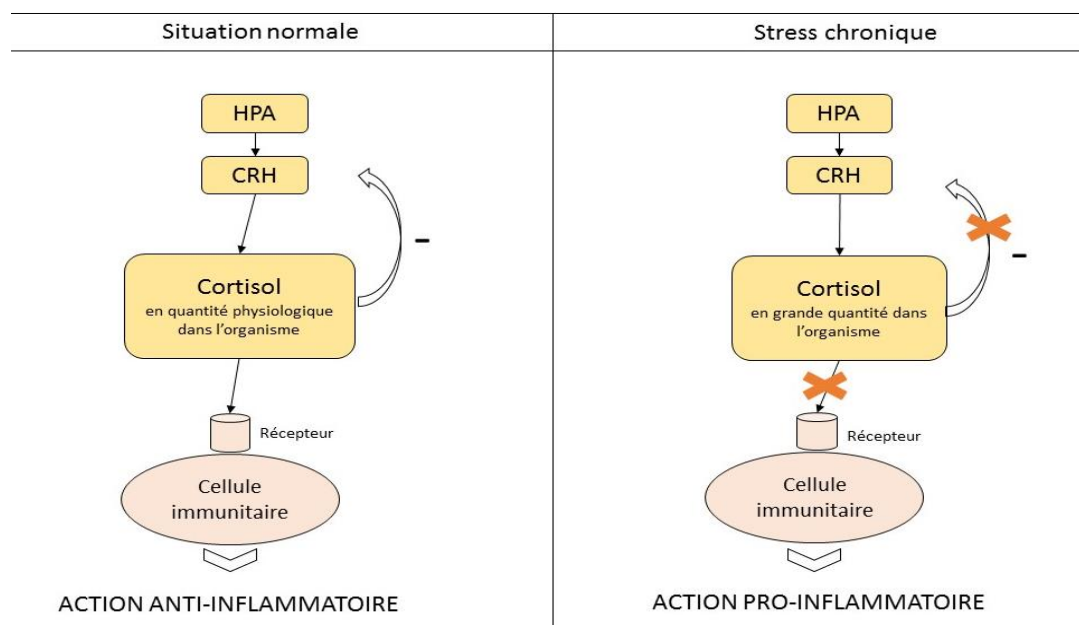 Situation normale
HPA
CRH
-
Cortisol
en quantité physiologique
dans l'organisme
Récepteur
Cellule
immunitaire
ACTION ANTI-INFLAMMATOIRE
Stress chronique
HPA
CRH
-
Cortisol
en grande quantité dans
l'organisme
Récepteur
Cellule
immunitaire
ACTION PRO-INFLAMMATOIRE